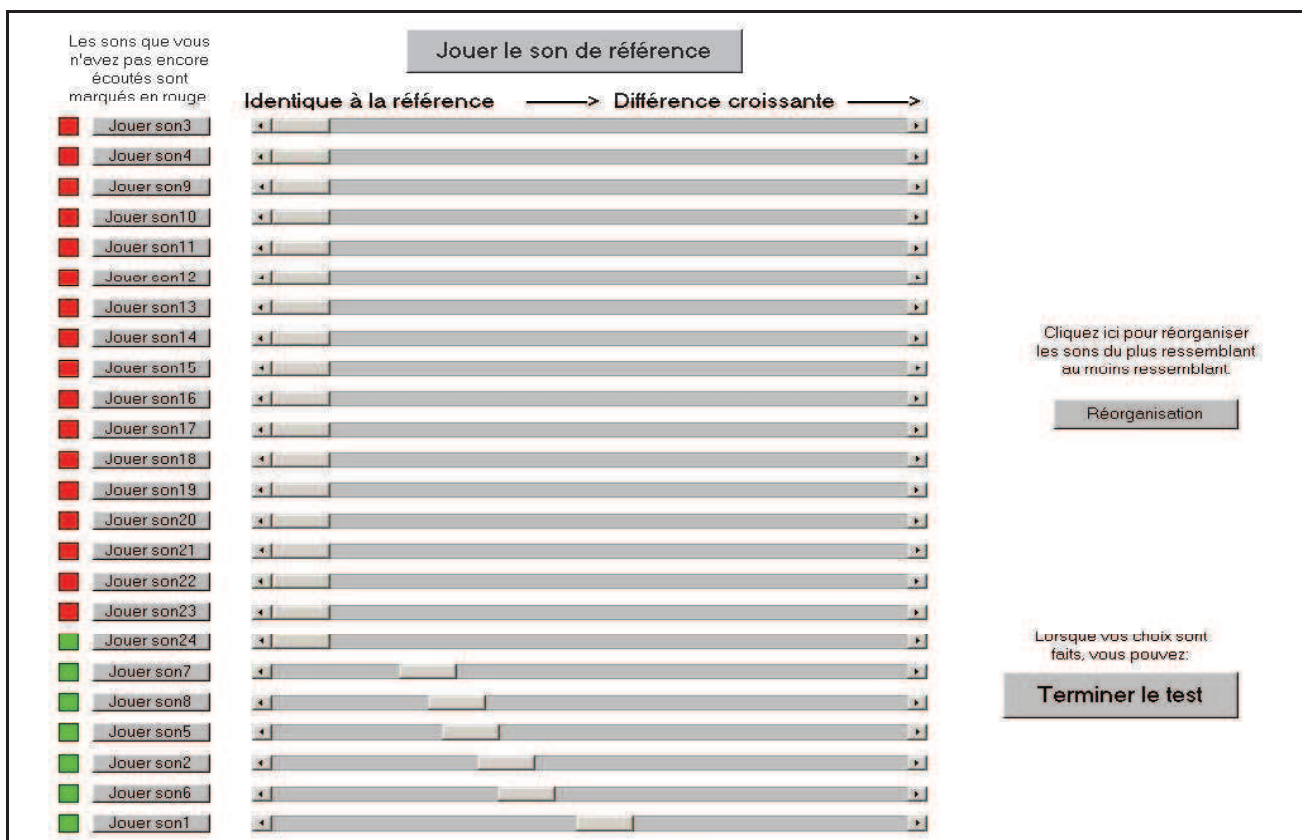 Les sons que vous
n'avez pas encore
écoutés sont
marqués en rouge
Jouer le son de référence
Identique à la référence ——> Différence croissante ——>
Jouer son3
Jouer son4
Jouer son9
Jouer son10
Jouer son11
Jouer son12
Jouer son13
Jouer son14
Jouer son15
Jouer son16
Jouer son17
Jouer son18
Jouer son19
Jouer son20
Jouer son21
Jouer son22
Jouer son23
Jouer son24
Jouer son7
Jouer son8
Jouer son5
Jouer son2
Jouer son6
Jouer son1
Cliquez ici pour réorganiser
les sons du plus ressemblant
au moins ressemblant.
Réorganisation
Lorsque vos choix sont
faits, vous pouvez:
Terminer le test